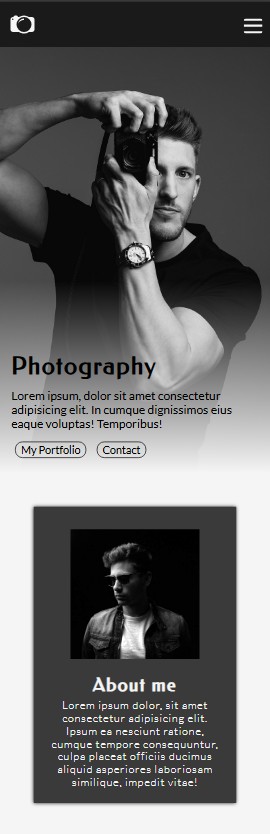 Photography
Lorem ipsum, dolor sit amet consectetur
adipisicing elit. In cumque dignissimos eius
eaque voluptas! Temporibus!
My Portfolio Contact
About me
Lorem ipsum dolor, sit amet
consectetur adipisicing elit.
Ipsum ea nesciunt ratione,
cumque tempore consequuntur,
culpa placeat officiis ducimus
aliquid asperiores laboriosam
similique, impedit vitae!